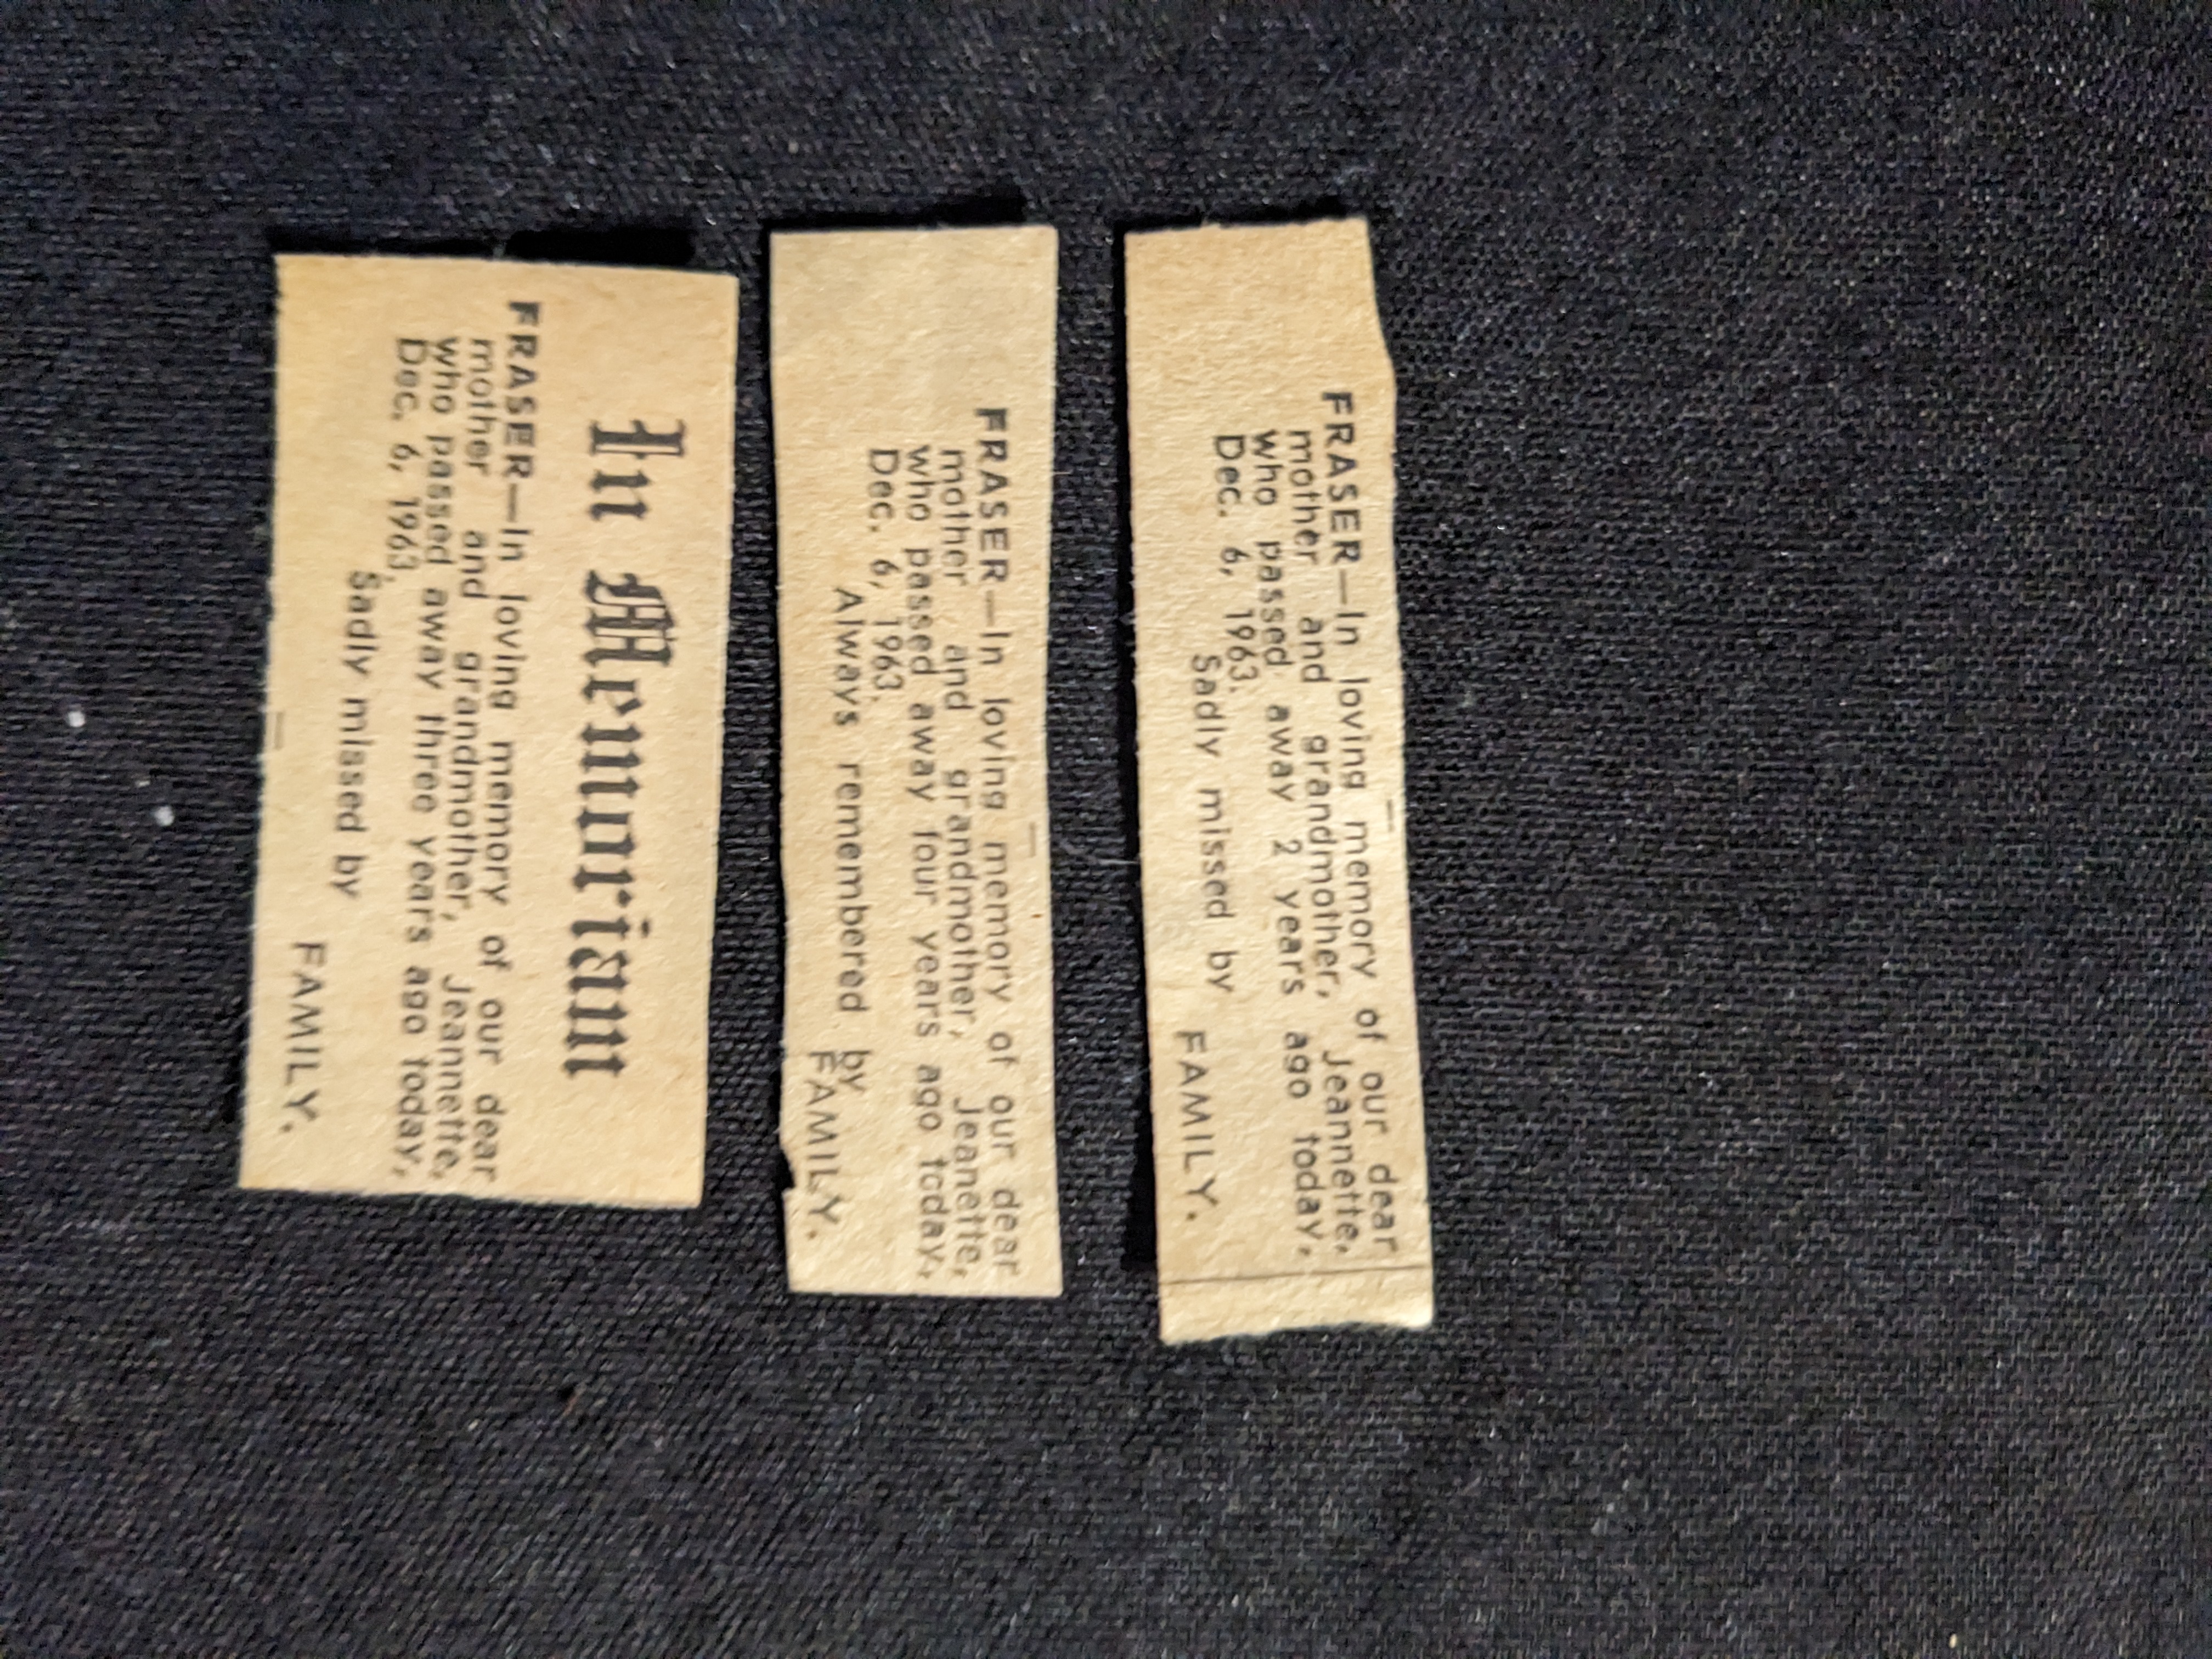 FRASER—In loving memory of our dear
mother and grandmother, Jeannette,
who passed away 2 years ago today,
Dec. 6, 1963.
Sadly missed by
FAMILY.
FRASER—In loving memory of our dear
mother and grandmother, Jeanette,
who passed away four years ago today,
Dec. 6, 1963.
Always remembered by
FAMILY.
In Memoriam
FRASER—In loving memory of our dear
mother and grandmother, Jeannette,
who passed away three years ago today,
Dec. 6, 1963.
Sadly missed by
FAMILY.